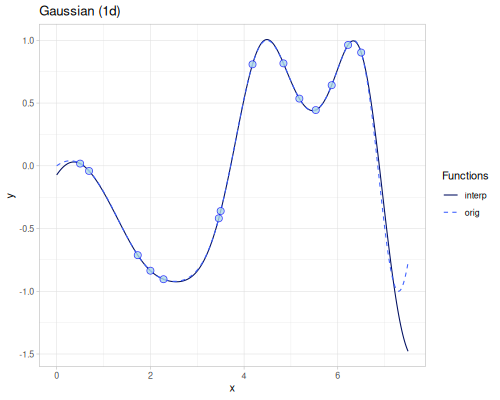 Gaussian (1d)
1.0
0.5
0.0
-0.5
-1.0
-1.5
y
0 2 4 6
x
Functions
interp
orig